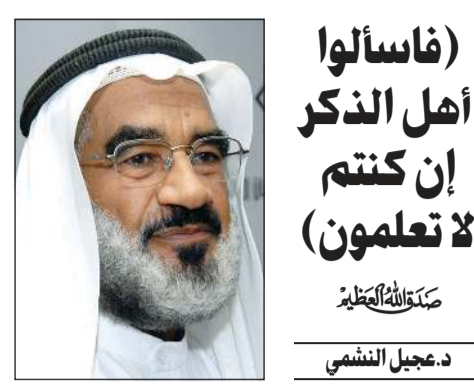 (فاسألوا
أهل الذكر
إن كنتم
لا تعلمون)
صدق الله العظيم
د.عجيل النشمي